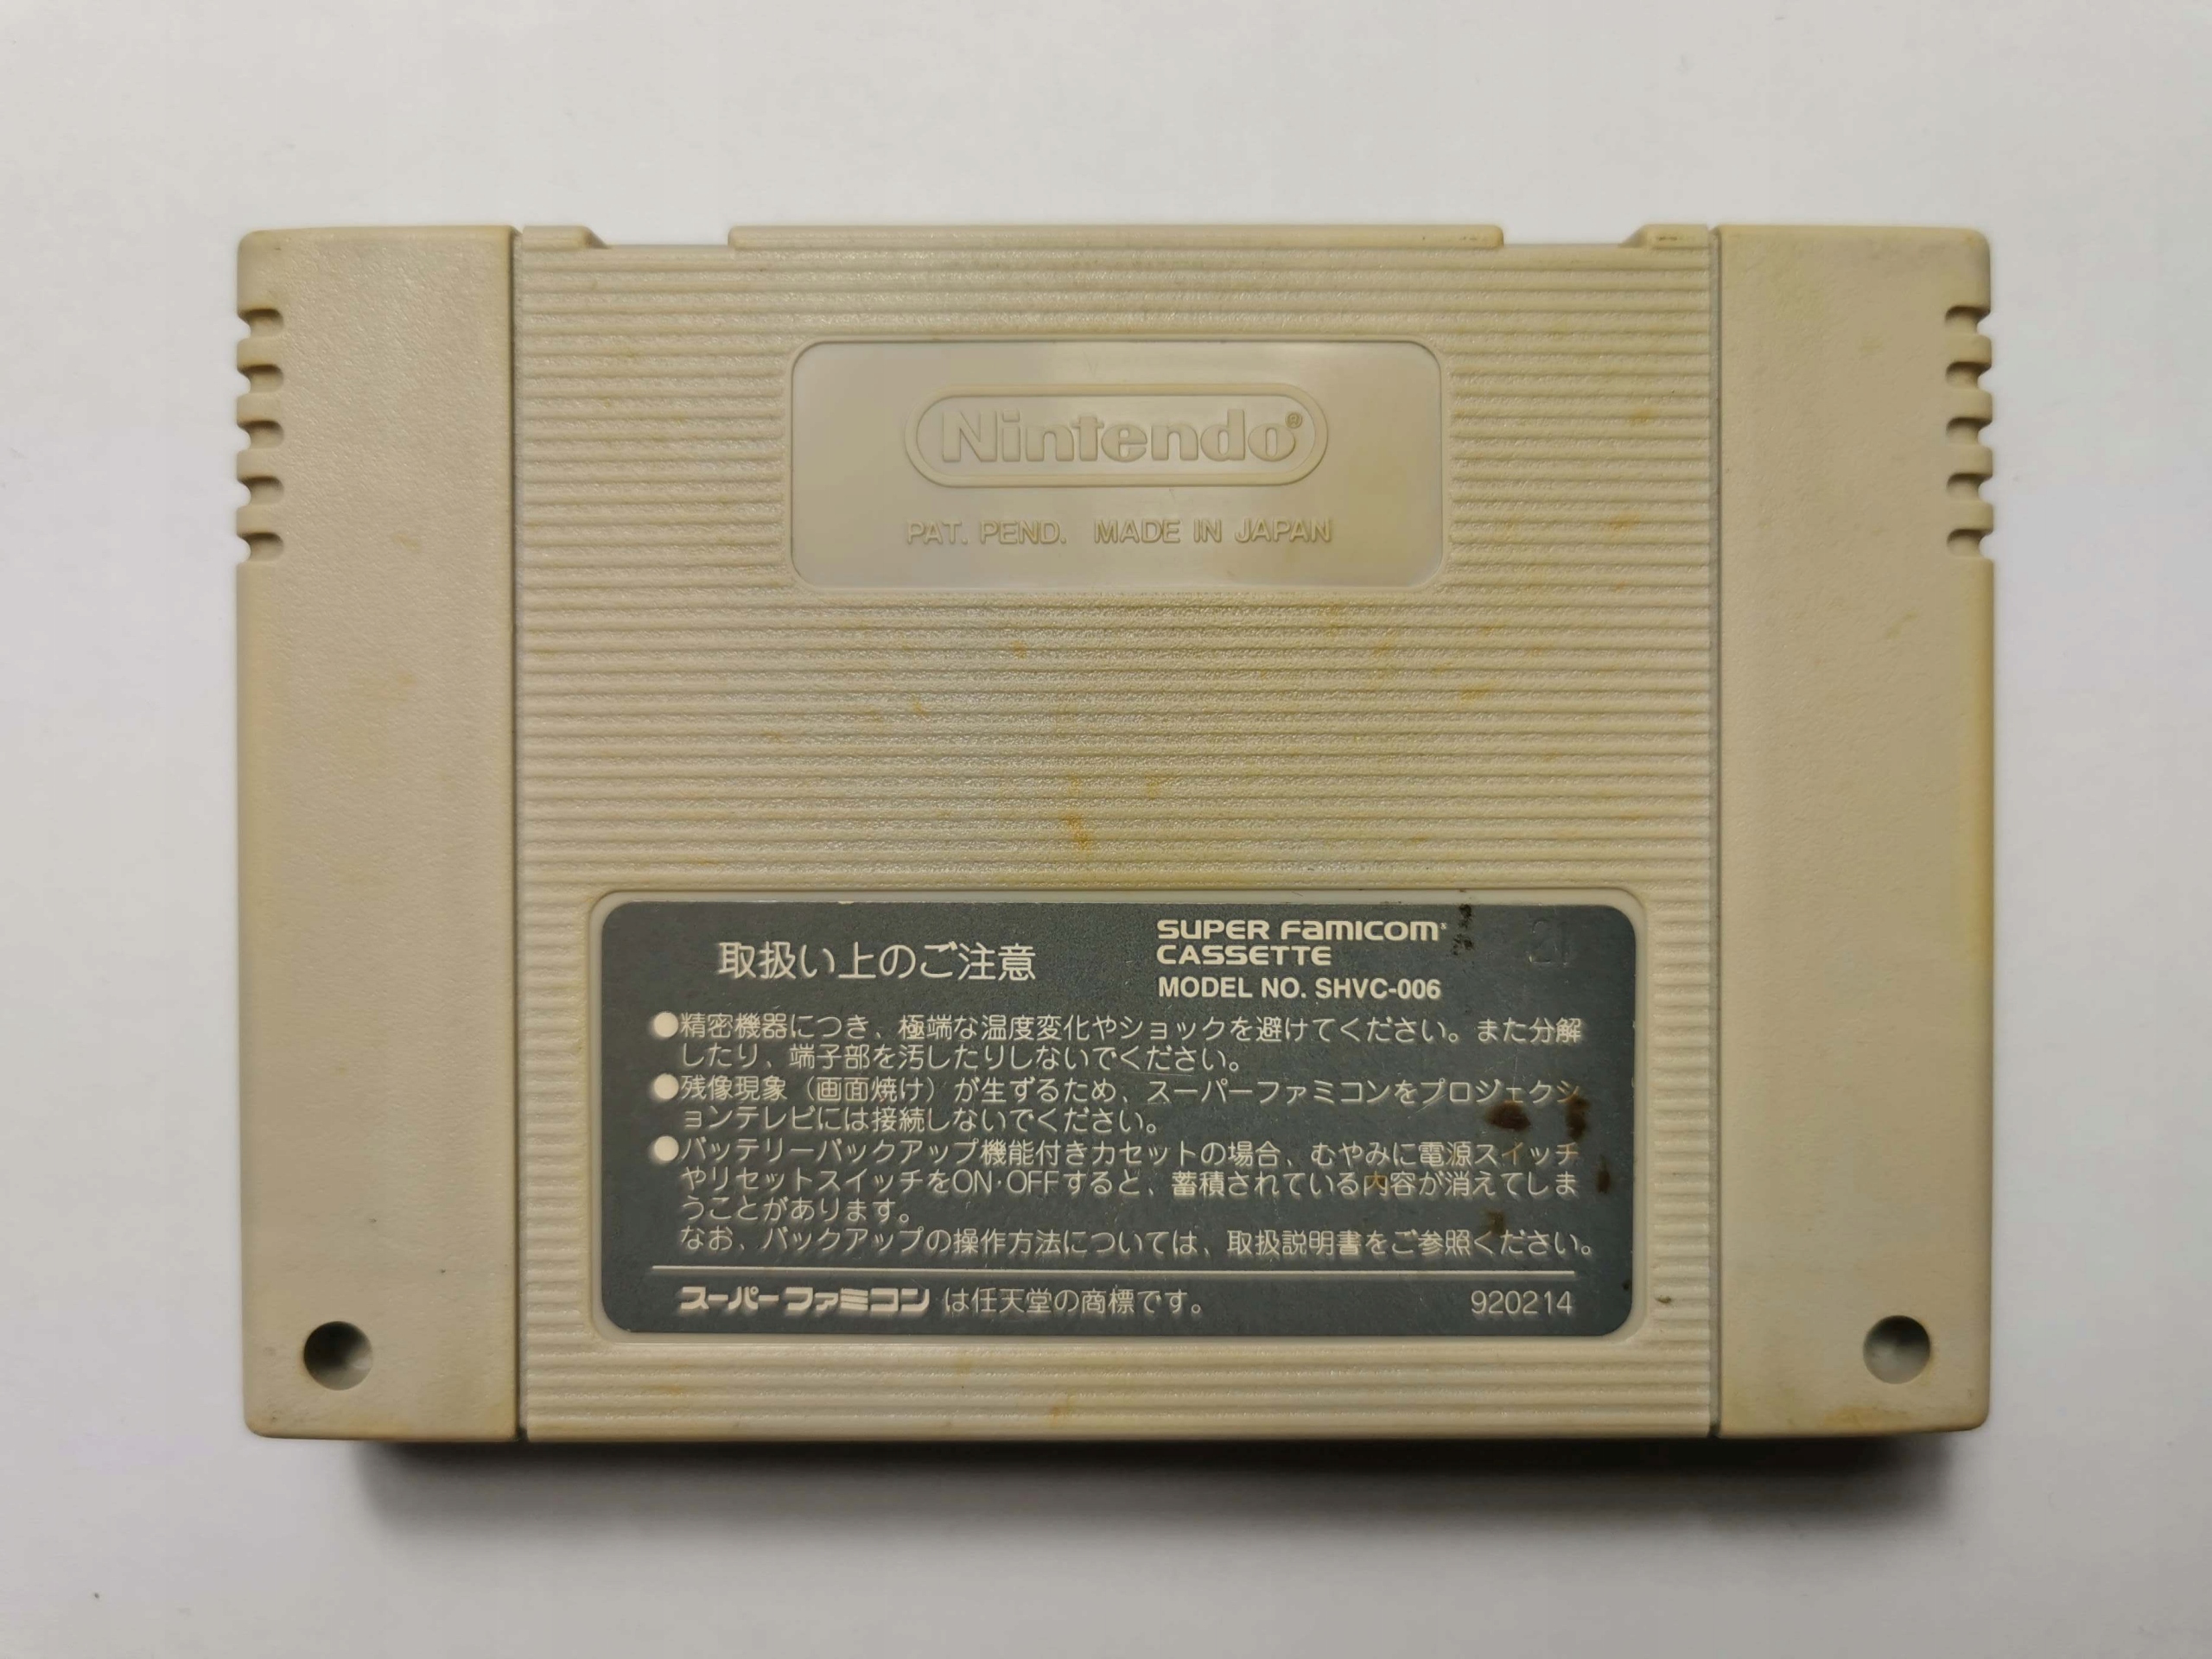 Nintendo®
PAT. PEND. MADE IN JAPAN
取扱い上のご注意
SUPER FAMICOM
CASSETTE
MODEL NO. SHVC-006
●精密機器につき、極端な温度変化やショックを避けてください。また分解
したり、端子部を汚したりしないでください。
●残像現象（画面焼け）が生ずるため、スーパーファミコンをプロジェクシ
ョンテレビには接続しないでください。
●バッテリーバックアップ機能付きカセットの場合、むやみに電源スイッチ
やリセットスイッチをON·OFFすると、蓄積されている内容が消えてしま
うことがあります。
なお、バックアップの操作方法については、取扱説明書をご参照ください。
スーパーファミコン は任天堂の商標です。
920214